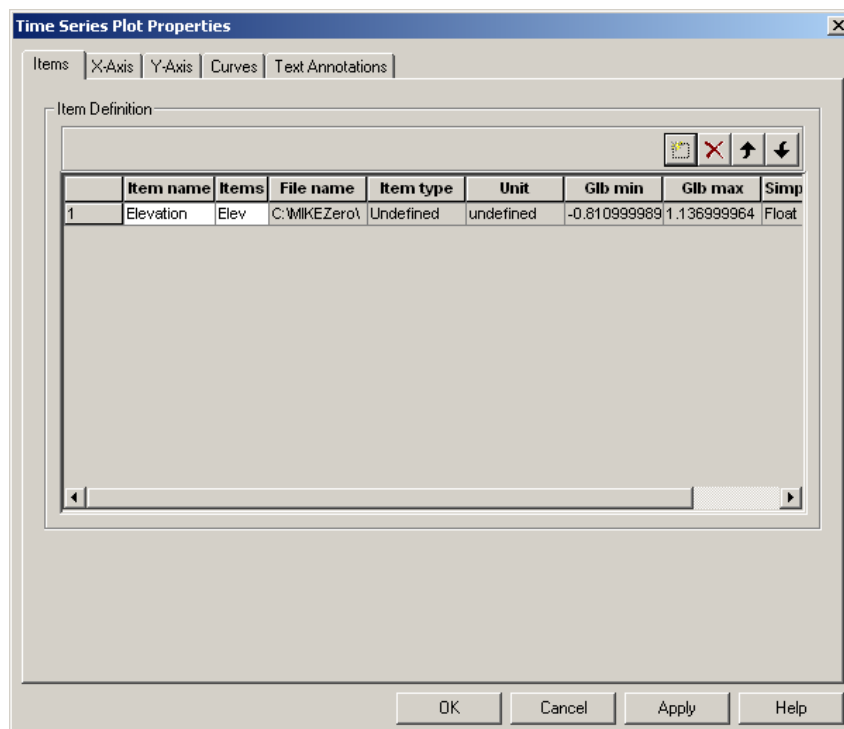 Time Series Plot Properties
Items X-Axis Y-Axis Curves Text Annotations
Item Definition
Item name Items File name Item type Unit Glb min Glb max Simp
1 Elevation Elev C:\MIKEZero\ Undefined undefined -0.810999989 1.136999964 Float
OK Cancel Apply Help